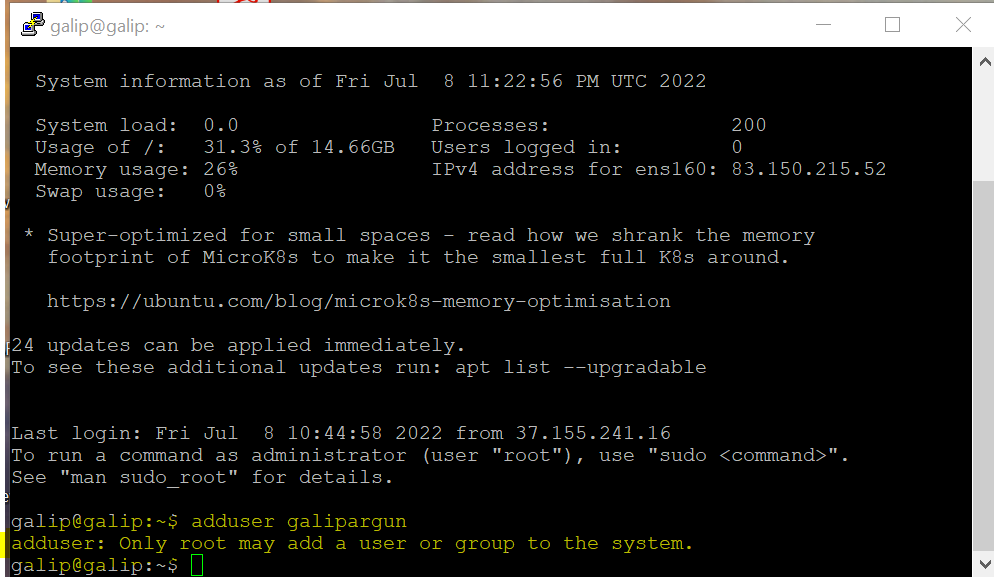 galip@galip: ~
System information as of Fri Jul  8 11:22:56 PM UTC 2022
System load:  0.0                Processes:               200
Usage of /:   31.3% of 14.66GB   Users logged in:         0
Memory usage: 26%                IPv4 address for ens160: 83.150.215.52
Swap usage:   0%
* Super-optimized for small spaces - read how we shrank the memory
footprint of MicroK8s to make it the smallest full K8s around.
https://ubuntu.com/blog/microk8s-memory-optimisation
24 updates can be applied immediately.
To see these additional updates run: apt list --upgradable
Last login: Fri Jul  8 10:44:58 2022 from 37.155.241.16
To run a command as administrator (user "root"), use "sudo <command>".
See "man sudo_root" for details.
galip@galip:~$ adduser galipargun
adduser: Only root may add a user or group to the system.
galip@galip:~$